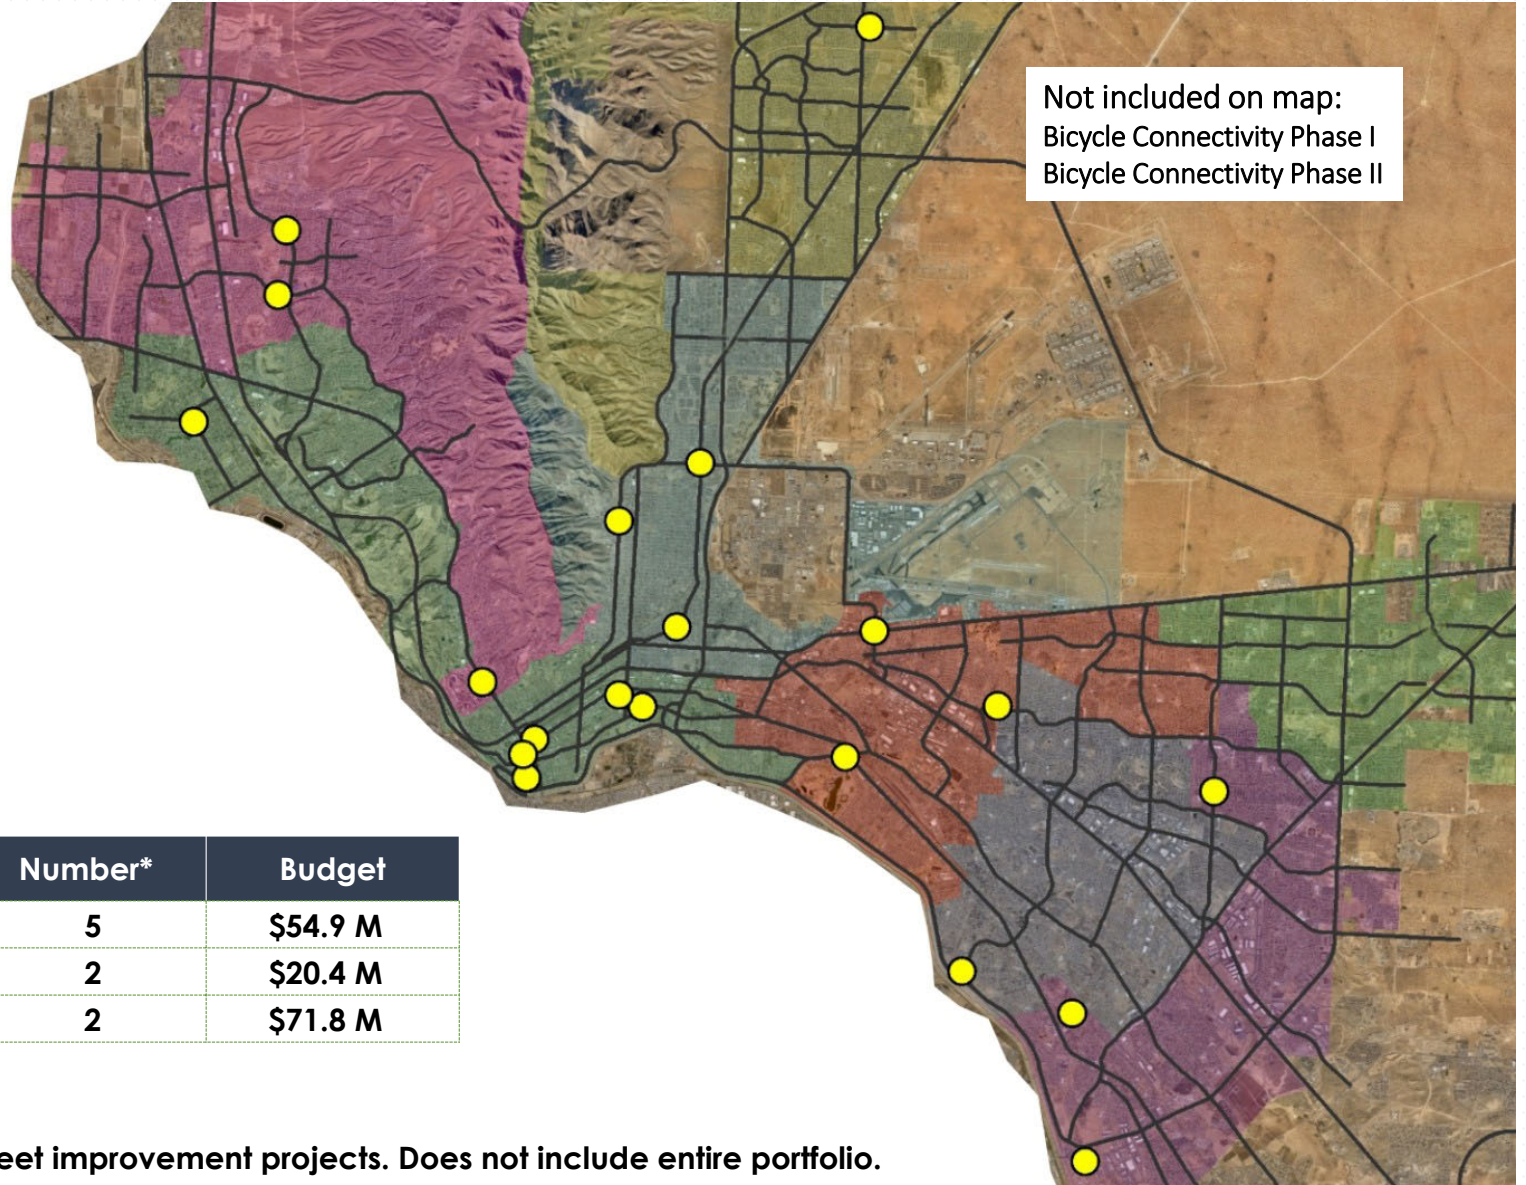 Not included on map:
Bicycle Connectivity Phase I
Bicycle Connectivity Phase II
Number* Budget
5 $54.9 M
2 $20.4 M
2 $71.8 M
eet improvement projects. Does not include entire portfolio.